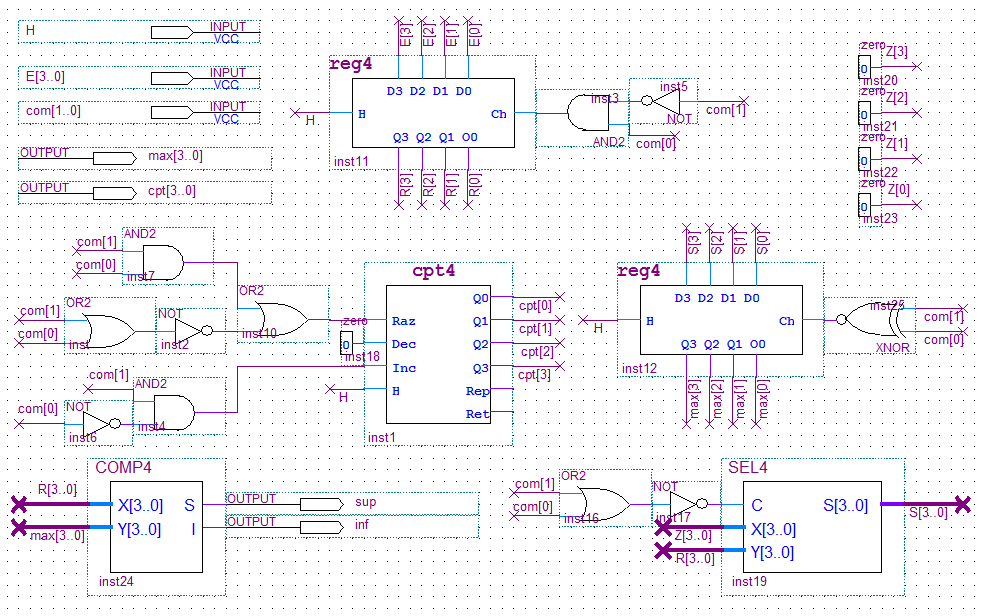 H
INPUT
VCC
E[3..0]
INPUT
VCC
com[1..0]
INPUT
VCC
OUTPUT
max[3..0]
OUTPUT
cpt[3..0]
E[3]
E[2]
E[1]
E[0]
reg4
D3 D2 D1 D0
H
H
Ch
Q3 Q2 Q1 O0
inst11
R[3]
R[2]
R[1]
R[0]
inst3
AND2
inst5
NOT
com[1]
com[0]
zero
Z[3]
0
inst20
zero
Z[2]
0
inst21
zero
Z[1]
0
inst22
zero
Z[0]
0
inst23
AND2
com[1]
com[0]
inst7
OR2
com[1]
com[0]
inst
NOT
inst2
OR2
inst10
com[1]
AND2
com[0]
NOT
inst6
inst4
cpt4
Q0
cpt[0]
Raz
Q1
cpt[1]
zero
0
inst18
Dec
Q2
cpt[2]
Inc
Q3
cpt[3]
H
H
Rep
Ret
inst1
S[3]
S[2]
S[1]
S[0]
reg4
D3 D2 D1 D0
H
H
Ch
Q3 Q2 Q1 O0
inst12
max[3]
max[2]
max[1]
max[0]
inst25
XNOR
com[1]
com[0]
COMP4
R[3..0]
X[3..0]
S
OUTPUT
sup
max[3..0]
Y[3..0]
I
OUTPUT
inf
inst24
OR2
com[1]
com[0]
inst16
NOT
inst17
SEL4
C
S[3..0]
S[3..0]
Z[3..0]
X[3..0]
R[3..0]
Y[3..0]
inst19